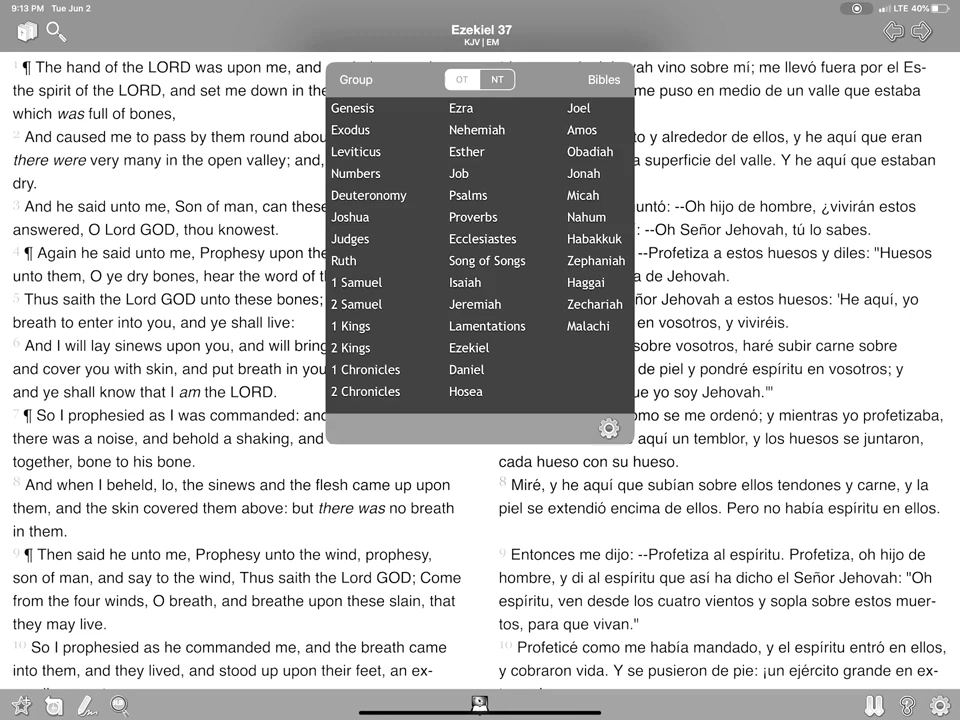 9:13 PM Tue Jun 2
LTE 40%
Ezekiel 37
KJV | EM
1 ¶ The hand of the LORD was upon me, and
the spirit of the LORD, and set me down in the
which was full of bones,
2 And caused me to pass by them round abou
there were very many in the open valley; and,
dry.
3 And he said unto me, Son of man, can these
answered, O Lord GOD, thou knowest.
4 ¶ Again he said unto me, Prophesy upon the
unto them, O ye dry bones, hear the word of t
5 Thus saith the Lord GOD unto these bones;
breath to enter into you, and ye shall live:
6 And I will lay sinews upon you, and will bring
and cover you with skin, and put breath in you
and ye shall know that I am the LORD.
7 ¶ So I prophesied as I was commanded: and
there was a noise, and behold a shaking, and
together, bone to his bone.
8 And when I beheld, lo, the sinews and the flesh came up upon
them, and the skin covered them above: but there was no breath
in them.
9 ¶ Then said he unto me, Prophesy unto the wind, prophesy,
son of man, and say to the wind, Thus saith the Lord GOD; Come
from the four winds, O breath, and breathe upon these slain, that
they may live.
10 So I prophesied as he commanded me, and the breath came
into them, and they lived, and stood up upon their feet, an ex-
Group
OT NT
Bibles
Genesis
Exodus
Leviticus
Numbers
Deuteronomy
Joshua
Judges
Ruth
1 Samuel
2 Samuel
1 Kings
2 Kings
1 Chronicles
2 Chronicles
Ezra
Nehemiah
Esther
Job
Psalms
Proverbs
Ecclesiastes
Song of Songs
Isaiah
Jeremiah
Lamentations
Ezekiel
Daniel
Hosea
Joel
Amos
Obadiah
Jonah
Micah
Nahum
Habakkuk
Zephaniah
Haggai
Zechariah
Malachi
vah vino sobre mí; me llevó fuera por el Es-
me puso en medio de un valle que estaba
o y alrededor de ellos, y he aquí que eran
a superficie del valle. Y he aquí que estaban
untó: --Oh hijo de hombre, ¿vivirán estos
: --Oh Señor Jehovah, tú lo sabes.
--Profetiza a estos huesos y diles: "Huesos
a de Jehovah.
ñor Jehovah a estos huesos: 'He aquí, yo
en vosotros, y viviréis.
sobre vosotros, haré subir carne sobre
de piel y pondré espíritu en vosotros; y
ue yo soy Jehovah.'"
omo se me ordenó; y mientras yo profetizaba,
aquí un temblor, y los huesos se juntaron,
cada hueso con su hueso.
8 Miré, y he aquí que subían sobre ellos tendones y carne, y la
piel se extendió encima de ellos. Pero no había espíritu en ellos.
9 Entonces me dijo: --Profetiza al espíritu. Profetiza, oh hijo de
hombre, y di al espíritu que así ha dicho el Señor Jehovah: "Oh
espíritu, ven desde los cuatro vientos y sopla sobre estos muer-
tos, para que vivan."
10 Profeticé como me había mandado, y el espíritu entró en ellos,
y cobraron vida. Y se pusieron de pie: ¡un ejército grande en ex-